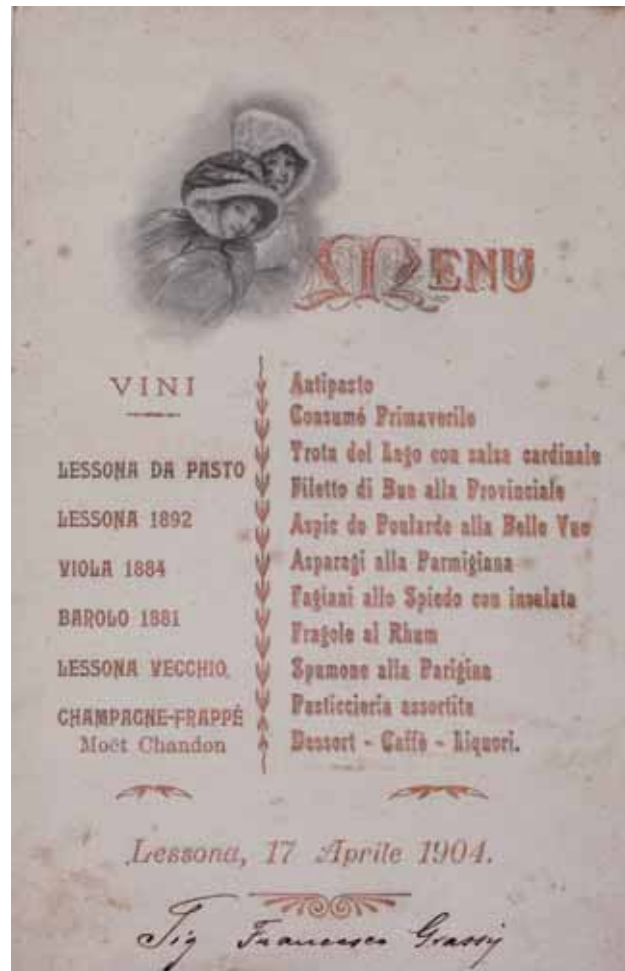 MENU
VINI
LESSONA DA PASTO
LESSONA 1892
VIOLA 1884
BAROLO 1881
LESSONA VECCHIO.
CHAMPAGNE-FRAPPÉ
Moët Chandon
Antipasto
Consumé Primaverile
Trota del Lago con salsa cardinale
Filetto di Bue alla Provinciale
Aspic de Poularde alla Belle Vue
Asparagi alla Parmigiana
Fagiani allo Spiedo con insalata
Fragole al Rhum
Spumone alla Parigina
Pasticcieria assortita
Dessert - Caffè - Liquori.
Lessona, 17 Aprile 1904.
Sig Francesco Grassi